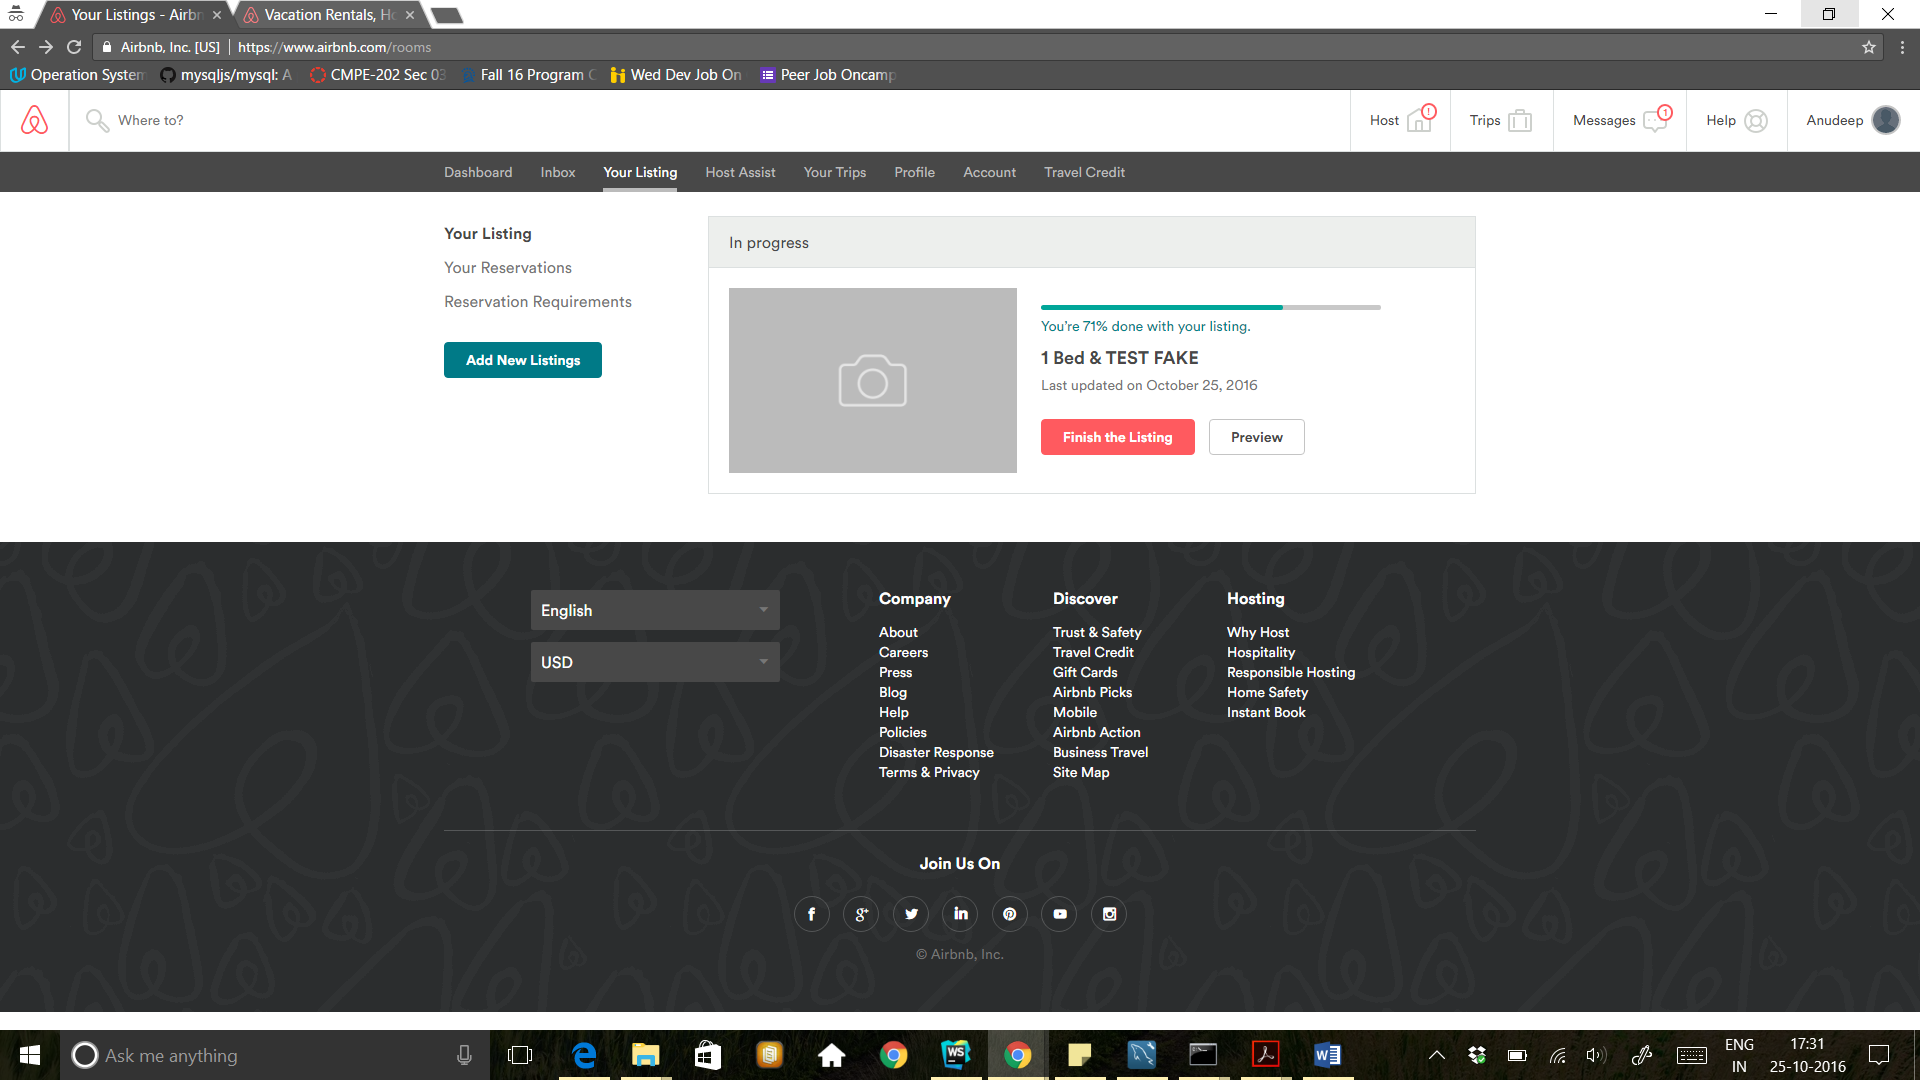 Your Listings - Airbn
Vacation Rentals, Ho
Airbnb, Inc. [US] https://www.airbnb.com/rooms
Operation System
mysqljs/mysql: A
CMPE-202 Sec 03
Fall 16 Program C
Wed Dev Job On
Peer Job Oncamp
Where to?
Host !
Trips
Messages 1
Help
Anudeep
Dashboard Inbox Your Listing Host Assist Your Trips Profile Account Travel Credit
Your Listing
Your Reservations
Reservation Requirements
Add New Listings
In progress
You're 71% done with your listing.
1 Bed & TEST FAKE
Last updated on October 25, 2016
Finish the Listing
Preview
English
USD
Company
About
Careers
Press
Blog
Help
Policies
Disaster Response
Terms & Privacy
Discover
Trust & Safety
Travel Credit
Gift Cards
Airbnb Picks
Mobile
Airbnb Action
Business Travel
Site Map
Hosting
Why Host
Hospitality
Responsible Hosting
Home Safety
Instant Book
Join Us On
© Airbnb, Inc.
Ask me anything
WS
ENG
IN
17:31
25-10-2016